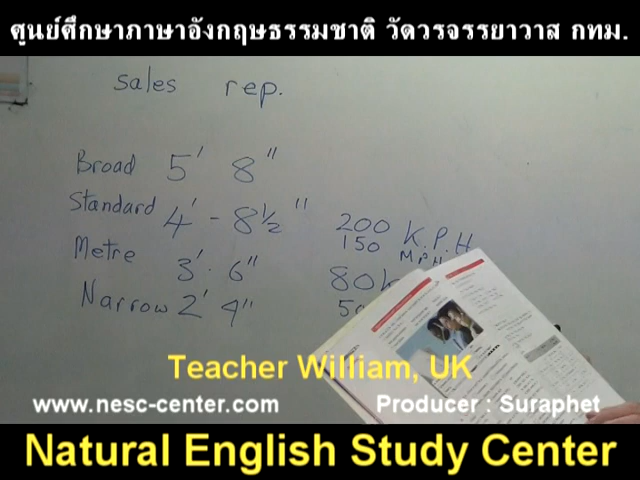 ศูนย์ศึกษาภาษาอังกฤษธรรมชาติ วัดวรจรรยาวาส กทม.
sales rep.
Broad 5' 8"
Standard 4' - 8½" 200 K.P.H
150 M.P.H
Metre 3' . 6" 80
Narrow 2' 4"
Teacher William, UK
www.nesc-center.com Producer : Suraphet
Natural English Study Center